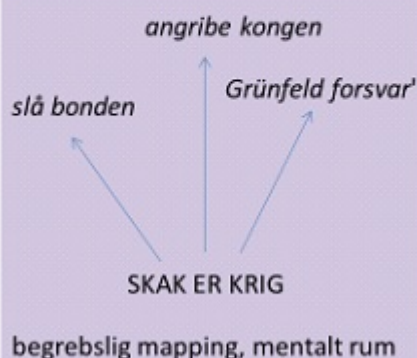 angribe kongen
Grünfeld forsvar'
slå bonden
SKAK ER KRIG
begrebslig mapping, mentalt rum